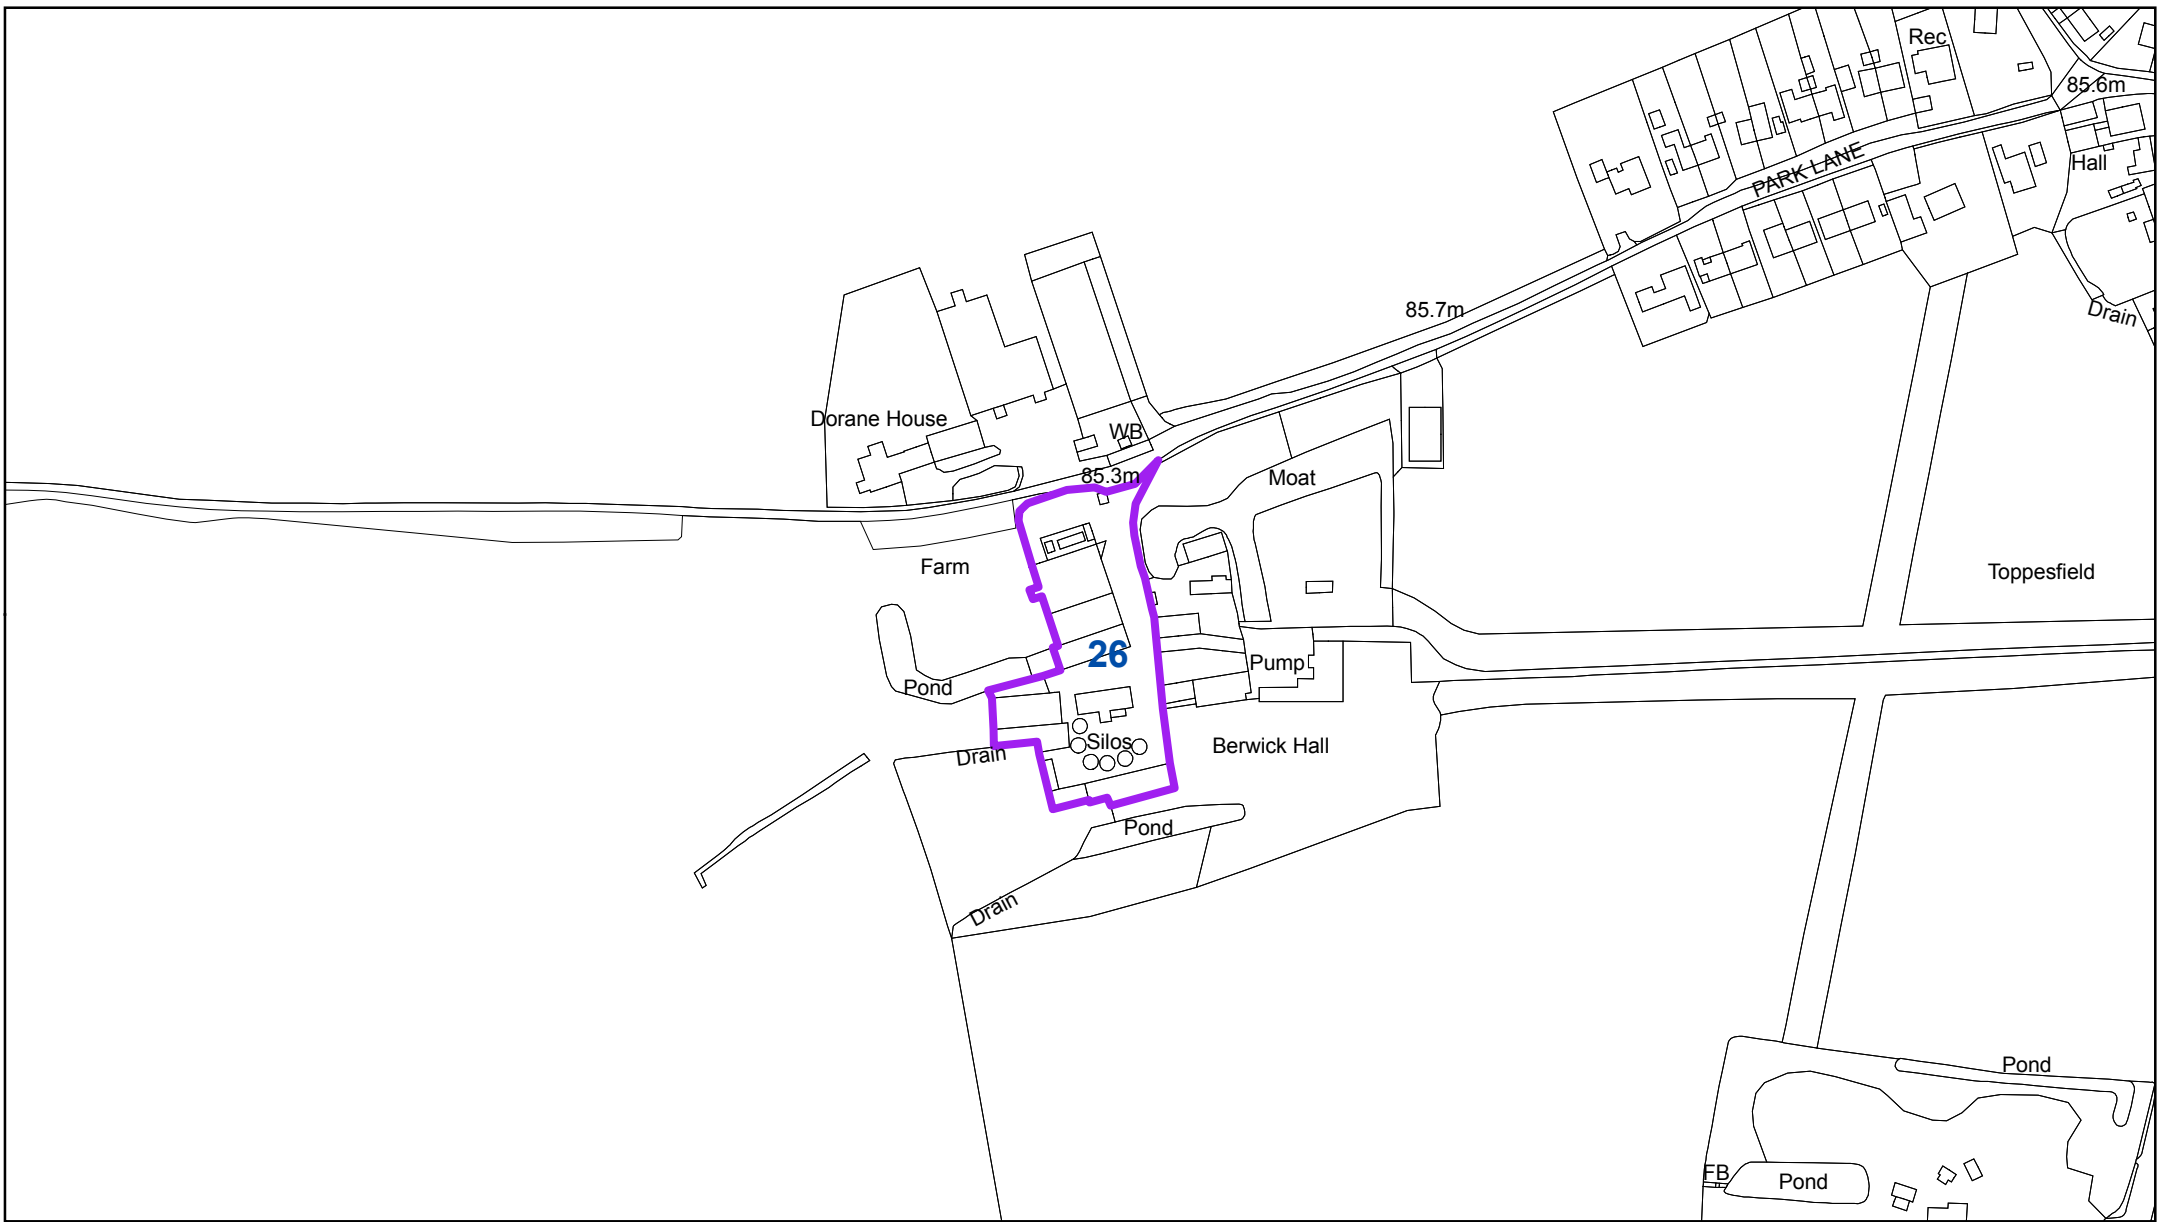 Rec
85.6m
PARK LANE
Hall
85.7m
Drain
Dorane House
WB
85.3m
Moat
Farm
Toppesfield
26
Pump
Pond
Silos
Berwick Hall
Drain
Pond
Drain
Pond
FB
Pond